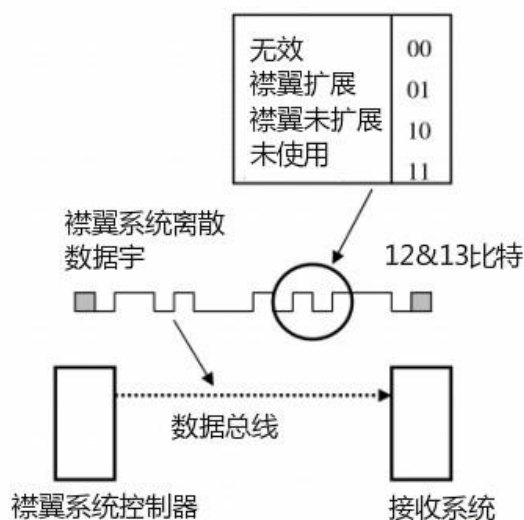 无效 00
襟翼扩展 01
襟翼未扩展 10
未使用 11
襟翼系统离散
数据宇
12&13比特
数据总线
襟翼系统控制器
接收系统